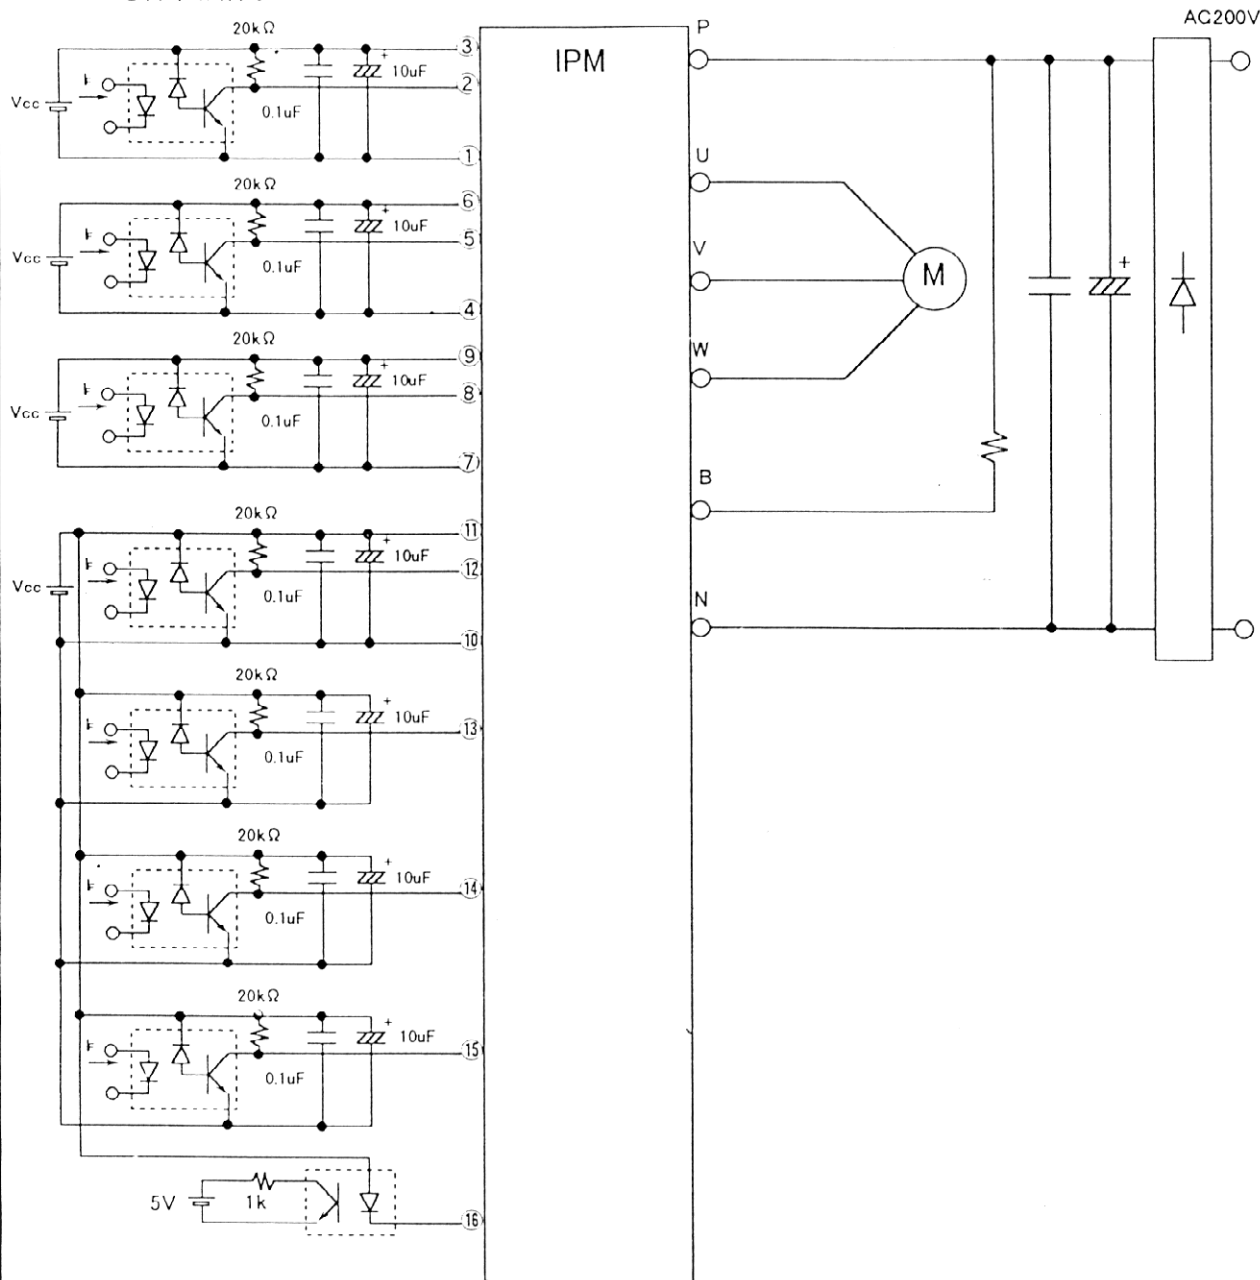 AC200V
IPM
P
U
V
W
B
N
M
+
20kΩ
③
+
10uF
②
Vcc
0.1uF
①
20kΩ
⑥
+
10uF
⑤
Vcc
0.1uF
④
20kΩ
⑨
+
10uF
⑧
Vcc
0.1uF
⑦
20kΩ
⑪
+
10uF
⑫
Vcc
0.1uF
⑩
20kΩ
+
10uF
⑬
0.1uF
20kΩ
+
10uF
⑭
0.1uF
20kΩ
+
10uF
⑮
0.1uF
5V
1k
⑯